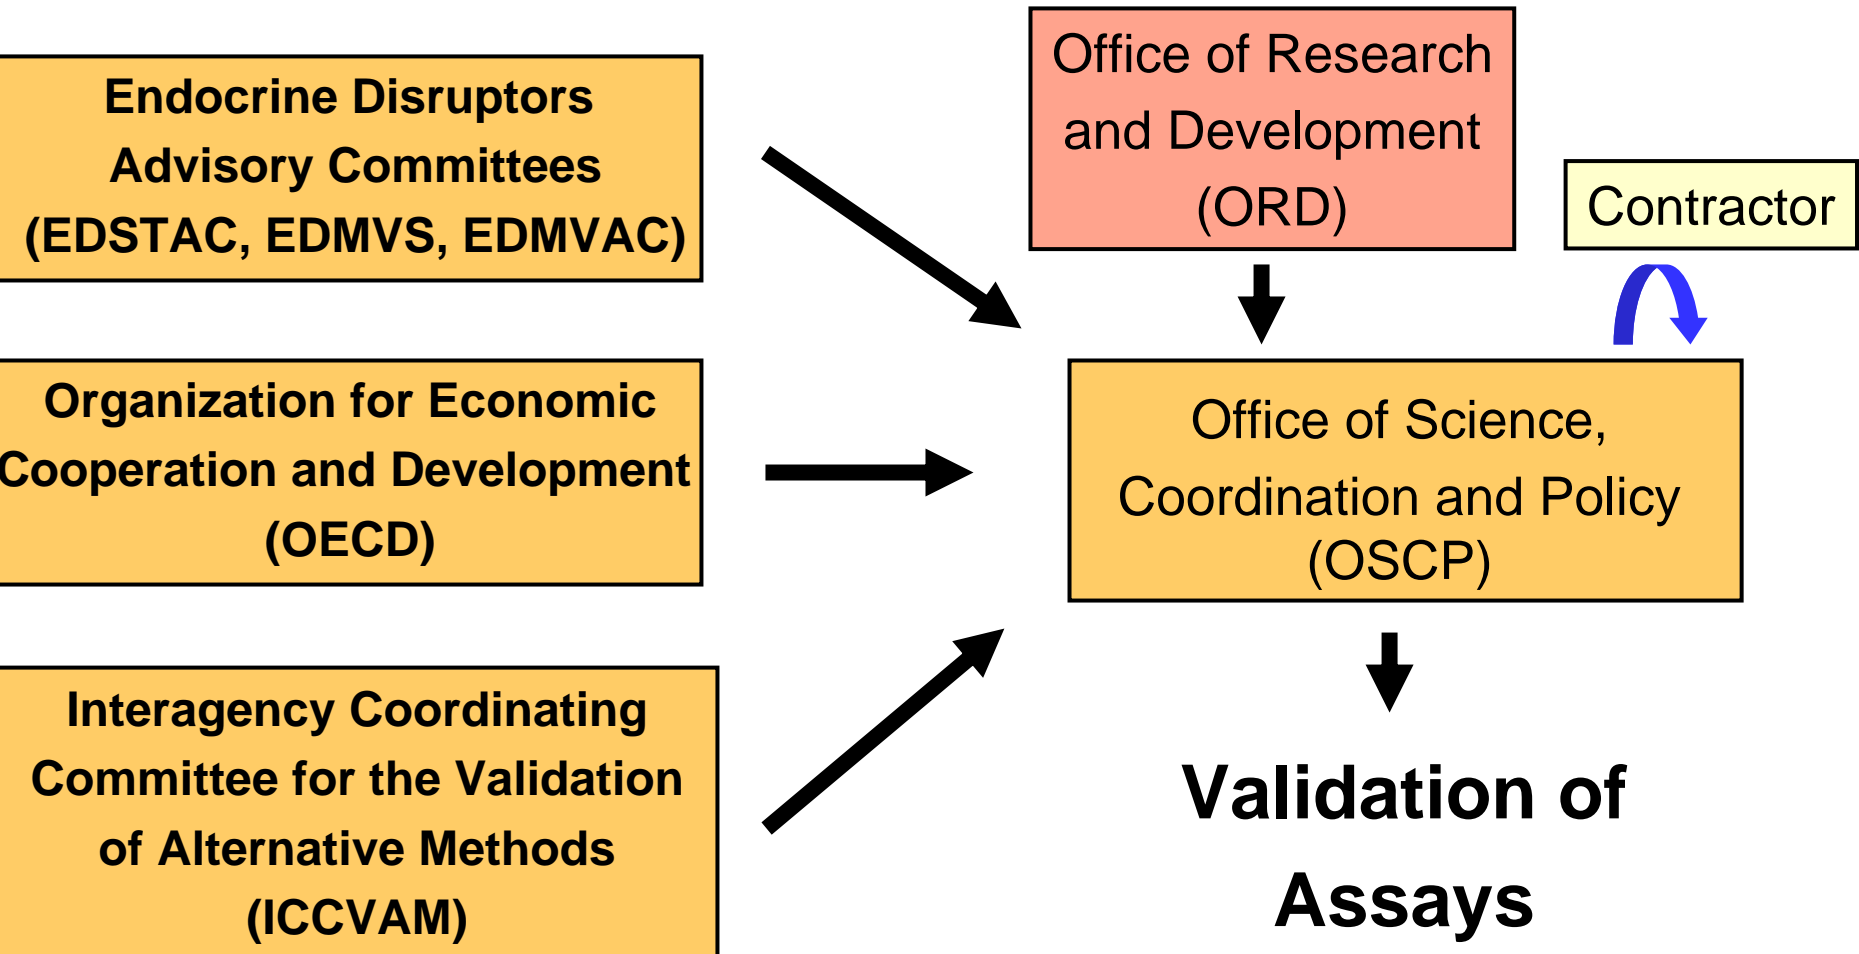 Endocrine Disruptors
Advisory Committees
(EDSTAC, EDMVS, EDMVAC)
Organization for Economic
Cooperation and Development
(OECD)
Interagency Coordinating
Committee for the Validation
of Alternative Methods
(ICCVAM)
Office of Research
and Development
(ORD)
Contractor
Office of Science,
Coordination and Policy
(OSCP)
Validation of
Assays